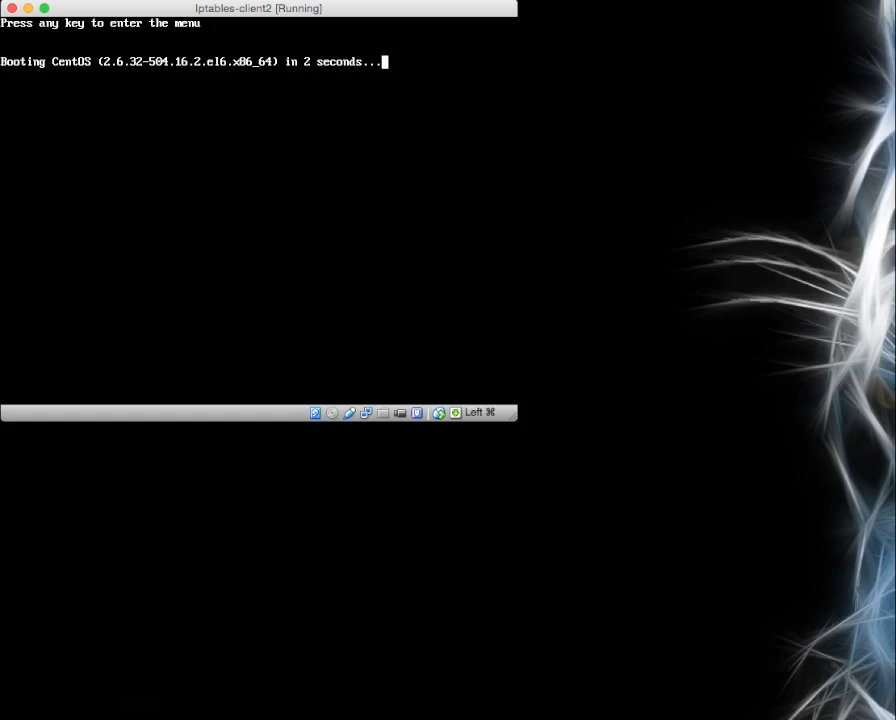 Iptables-client2 [Running]
Press any key to enter the menu
Booting CentOS (2.6.32-504.16.2.el6.x86_64) in 2 seconds...
Left ⌘